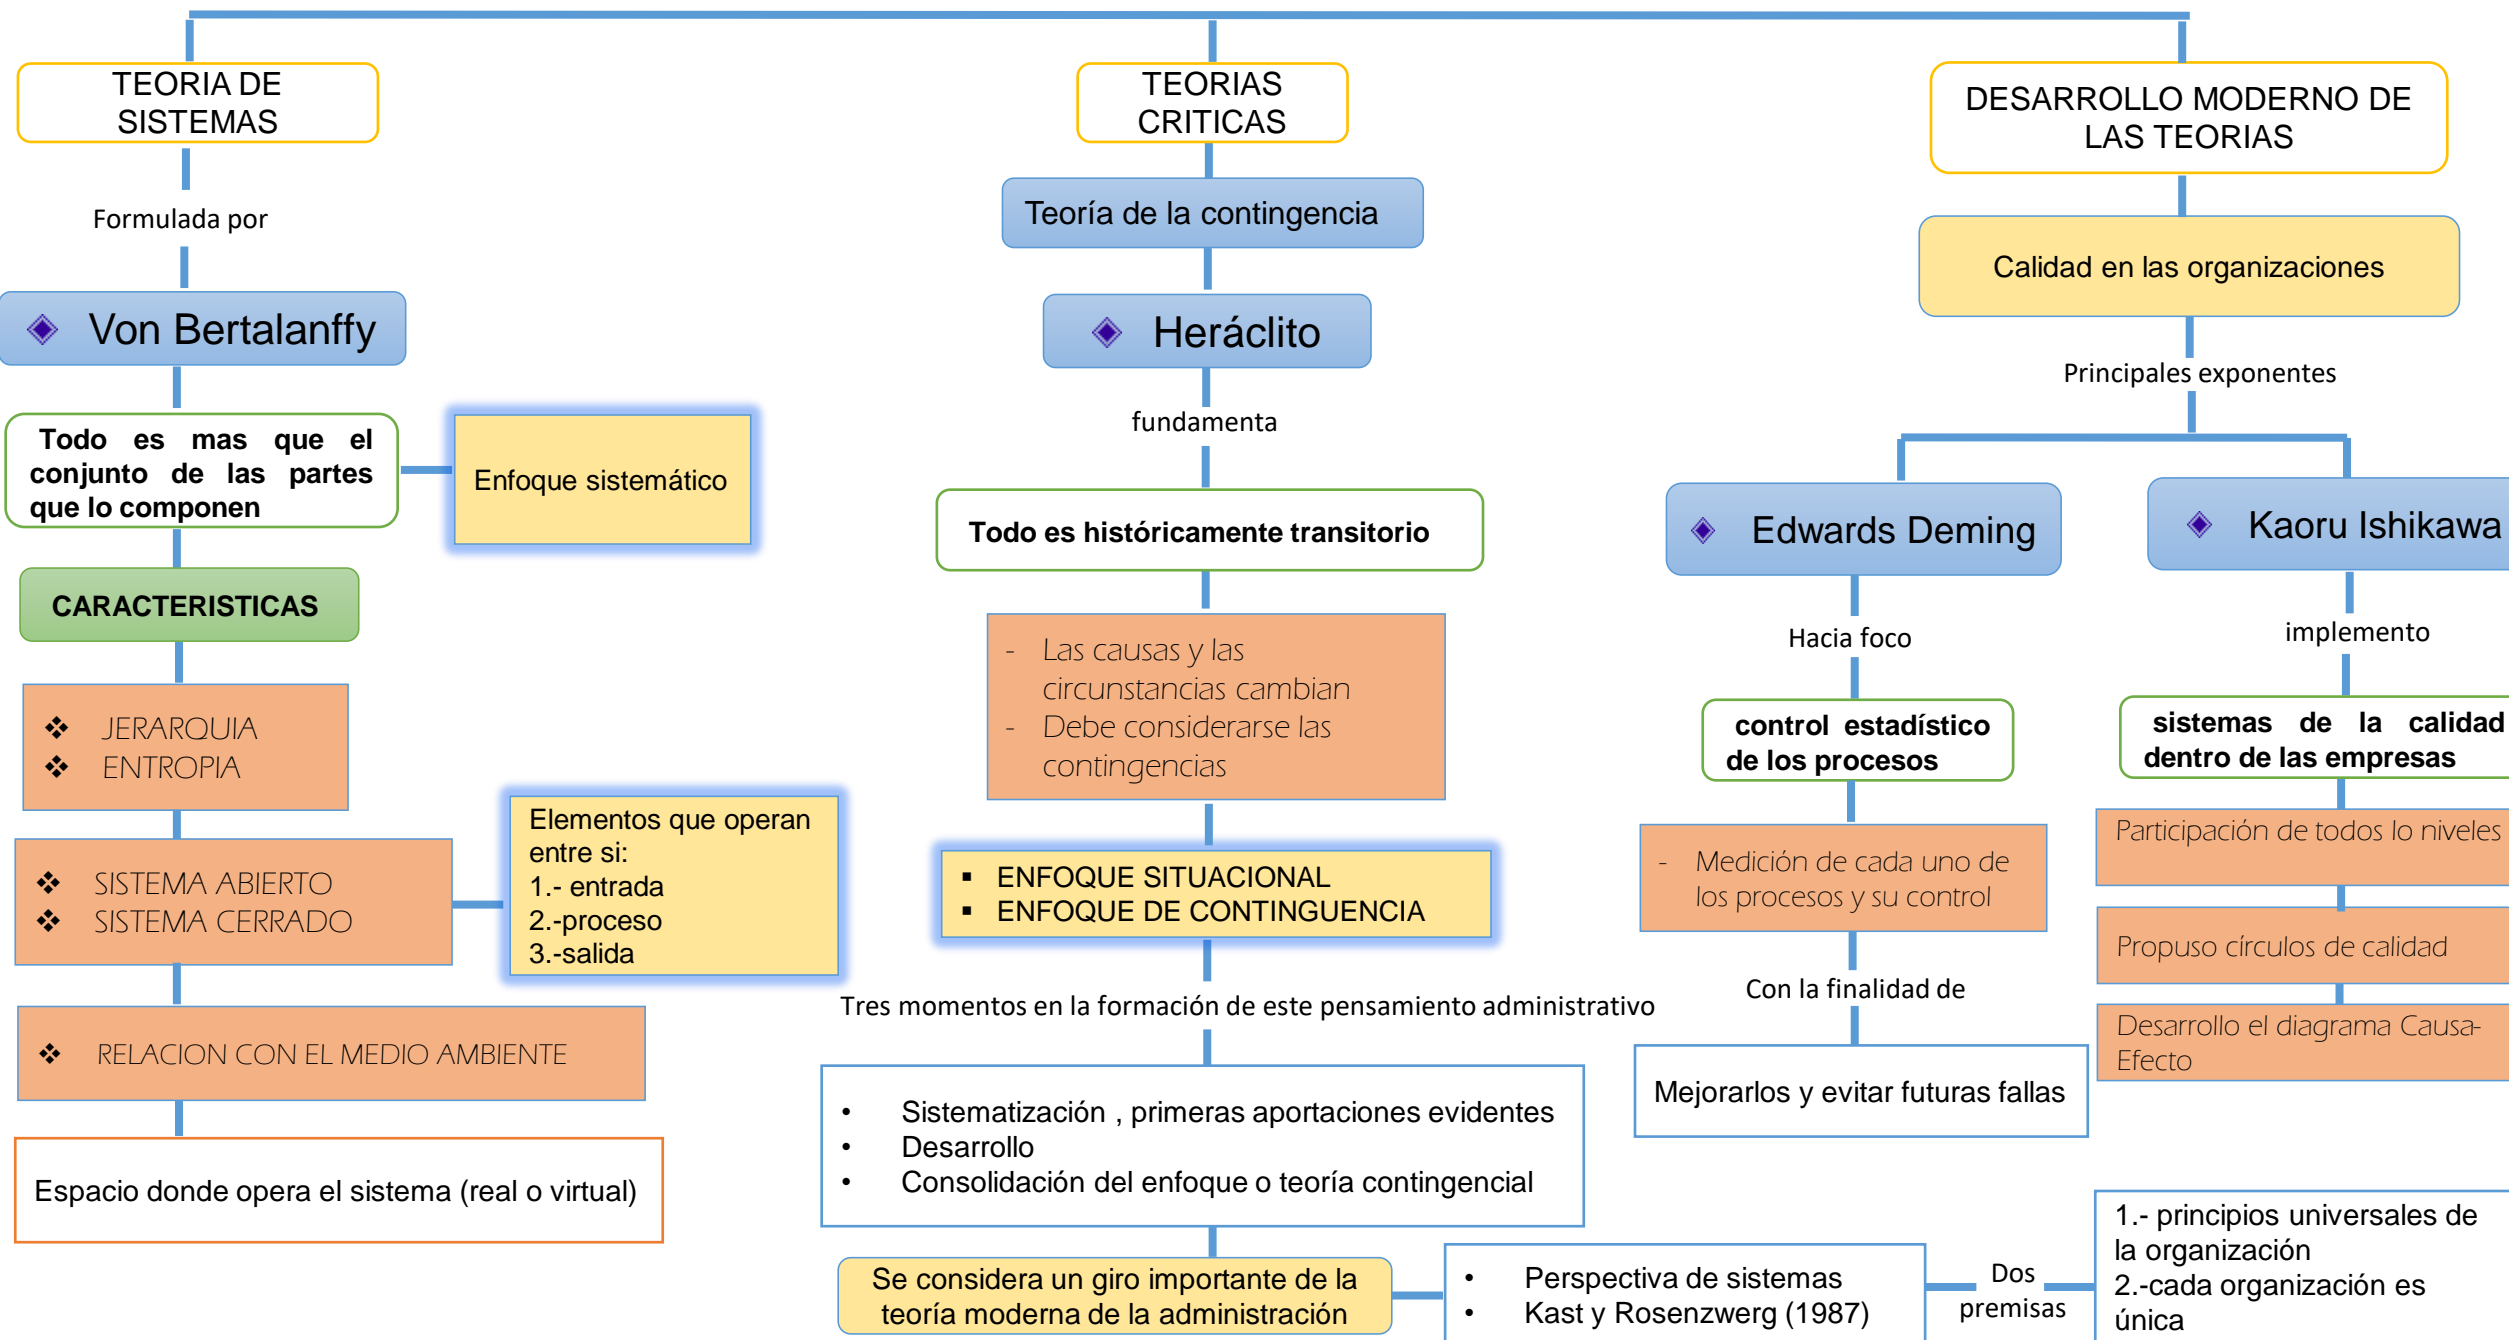 TEORIA DE
SISTEMAS
Formulada por
Von Bertalanffy
Todo es mas que el
conjunto de las partes
que lo componen
Enfoque sistemático
CARACTERISTICAS
JERARQUIA
ENTROPIA
SISTEMA ABIERTO
SISTEMA CERRADO
Elementos que operan
entre si:
1.- entrada
2.-proceso
3.-salida
RELACION CON EL MEDIO AMBIENTE
Espacio donde opera el sistema (real o virtual)
TEORIAS
CRITICAS
Teoría de la contingencia
Heráclito
fundamenta
Todo es históricamente transitorio
- Las causas y las
circunstancias cambian
- Debe considerarse las
contingencias
ENFOQUE SITUACIONAL
ENFOQUE DE CONTINGUENCIA
Tres momentos en la formación de este pensamiento administrativo
• Sistematización , primeras aportaciones evidentes
• Desarrollo
• Consolidación del enfoque o teoría contingencial
Se considera un giro importante de la
teoría moderna de la administración
• Perspectiva de sistemas
• Kast y Rosenzwerg (1987)
Dos
premisas
1.- principios universales de
la organización
2.-cada organización es
única
DESARROLLO MODERNO DE
LAS TEORIAS
Calidad en las organizaciones
Principales exponentes
Edwards Deming
Hacia foco
control estadístico
de los procesos
- Medición de cada uno de
los procesos y su control
Con la finalidad de
Mejorarlos y evitar futuras fallas
Kaoru Ishikawa
implemento
sistemas de la calidad
dentro de las empresas
Participación de todos lo niveles
Propuso círculos de calidad
Desarrollo el diagrama Causa-
Efecto